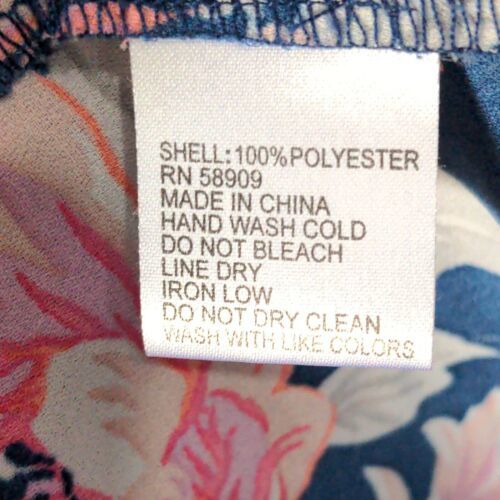 SHELL:100%POLYESTER
RN 58909
MADE IN CHINA
HAND WASH COLD
DO NOT BLEACH
LINE DRY
IRON LOW
DO NOT DRY CLEAN
WASH WITH LIKE COLORS